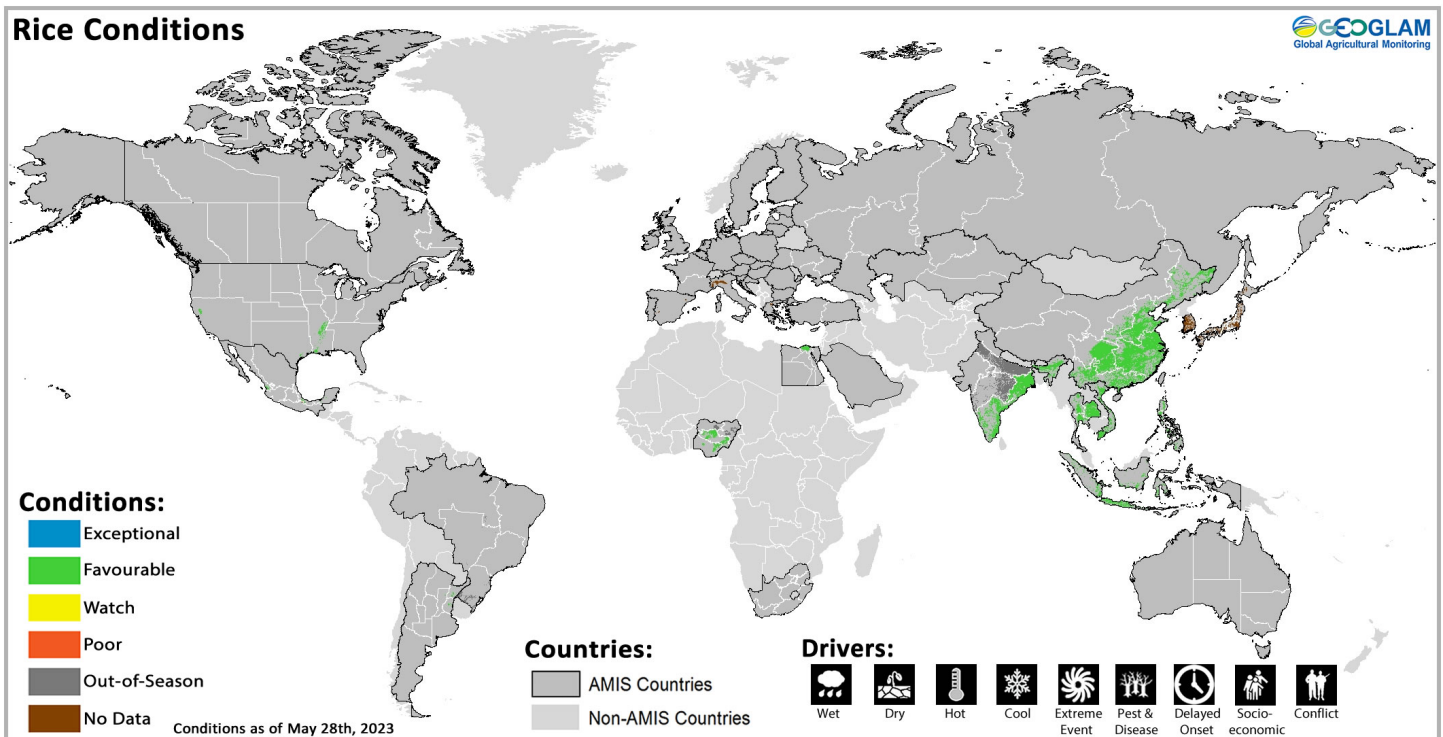 Rice Conditions
GEOGLAM
Global Agricultural Monitoring
Conditions:
Exceptional
Favourable
Watch
Poor
Out-of-Season
No Data
Conditions as of May 28th, 2023
Countries:
AMIS Countries
Non-AMIS Countries
Drivers:
Wet
Dry
Hot
Cool
Extreme
Event
Pest &
Disease
Delayed
Onset
Socio-
economic
Conflict